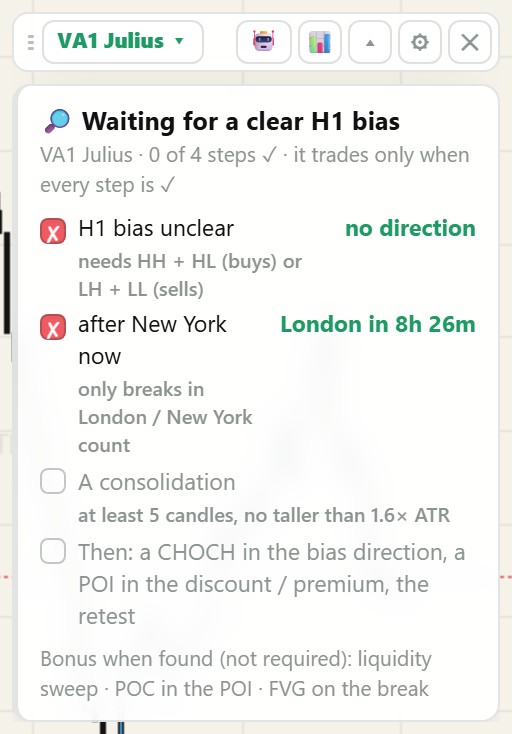 VA1 Julius
Waiting for a clear H1 bias
VA1 Julius · 0 of 4 steps ✓ · it trades only when
every step is ✓
H1 bias unclear no direction
needs HH + HL (buys) or
LH + LL (sells)
after New York London in 8h 26m
now
only breaks in
London / New York
count
A consolidation
at least 5 candles, no taller than 1.6× ATR
Then: a CHOCH in the bias direction, a
POI in the discount / premium, the
retest
Bonus when found (not required): liquidity
sweep · POC in the POI · FVG on the break